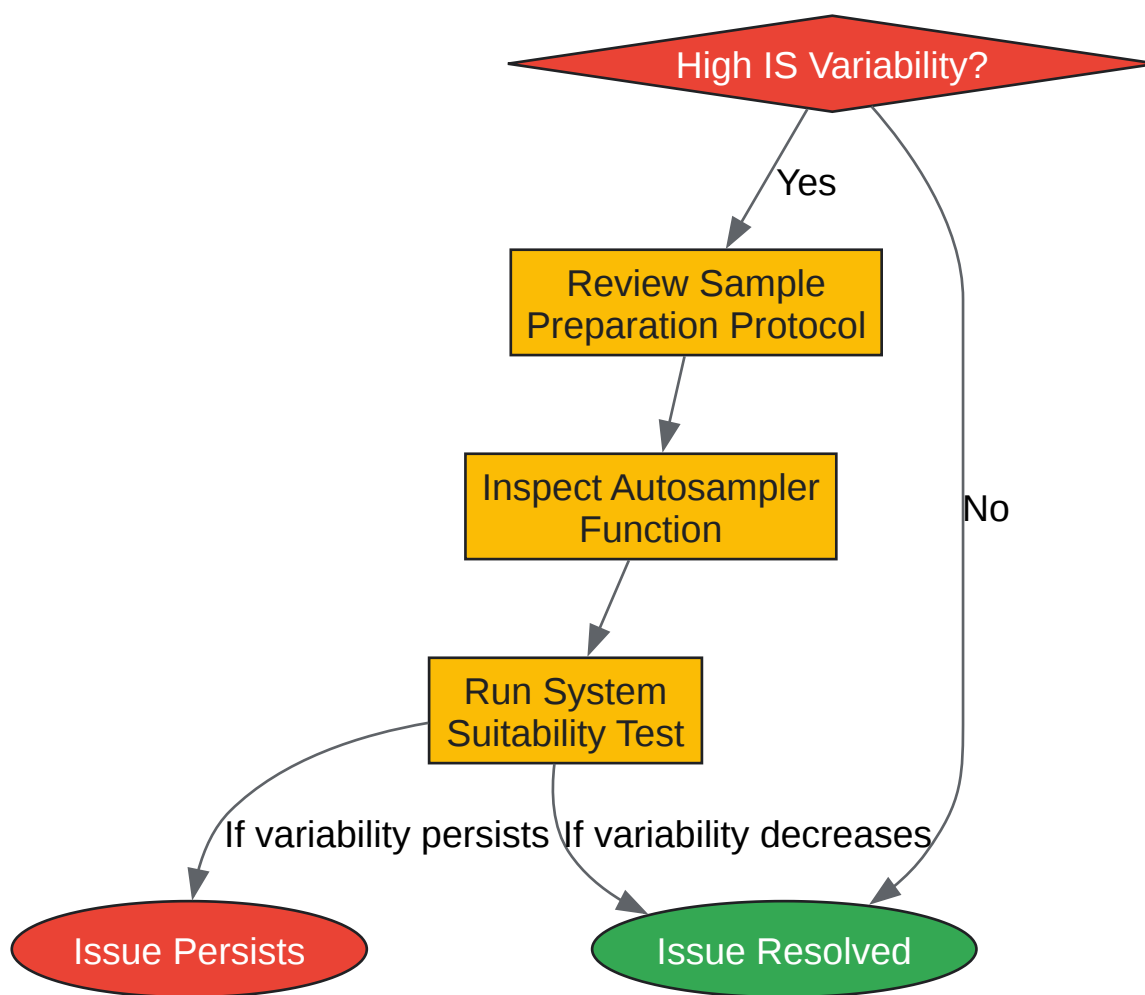 High IS Variability?
Yes
Review Sample
Preparation Protocol
Inspect Autosampler
Function
No
Run System
Suitability Test
If variability persists
If variability decreases
Issue Persists
Issue Resolved